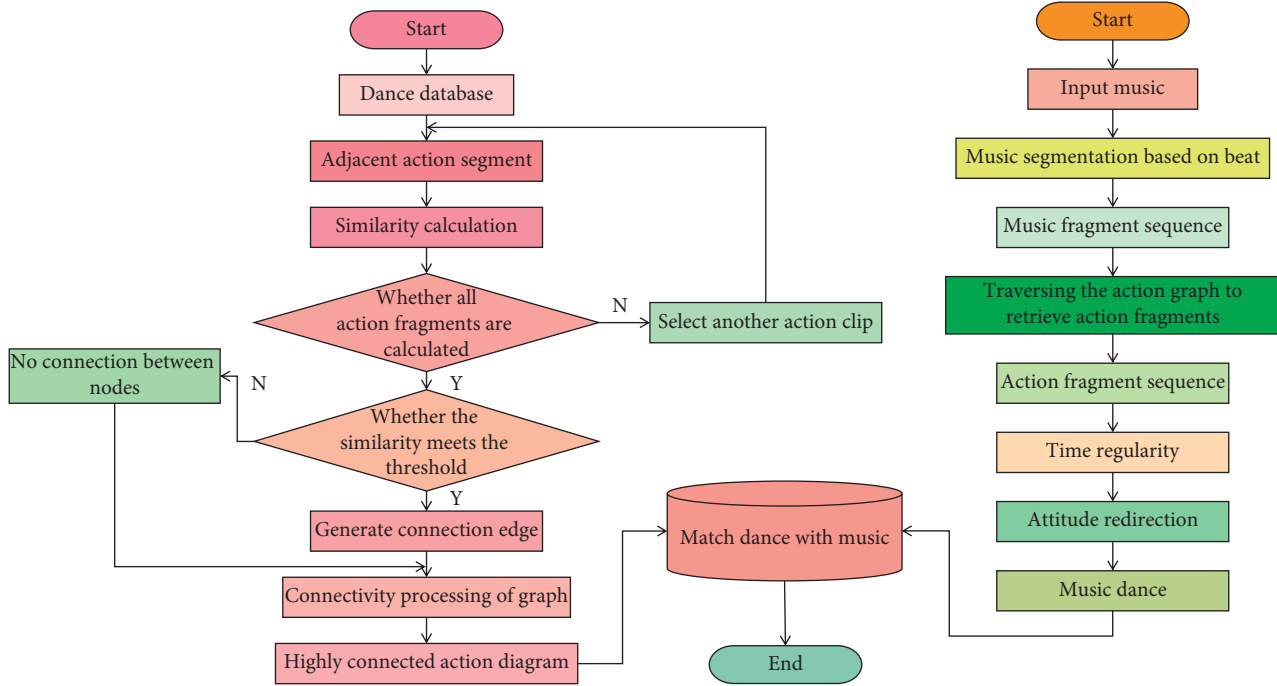 Start
Dance database
Adjacent action segment
Similarity calculation
Whether all
action fragments are
calculated
N
Select another action clip
Y
No connection between
nodes
N
Whether the
similarity meets the
threshold
Y
Generate connection edge
Connectivity processing of graph
Highly connected action diagram
Match dance with music
End
Start
Input music
Music segmentation based on beat
Music fragment sequence
Traversing the action graph to
retrieve action fragments
Action fragment sequence
Time regularity
Attitude redirection
Music dance